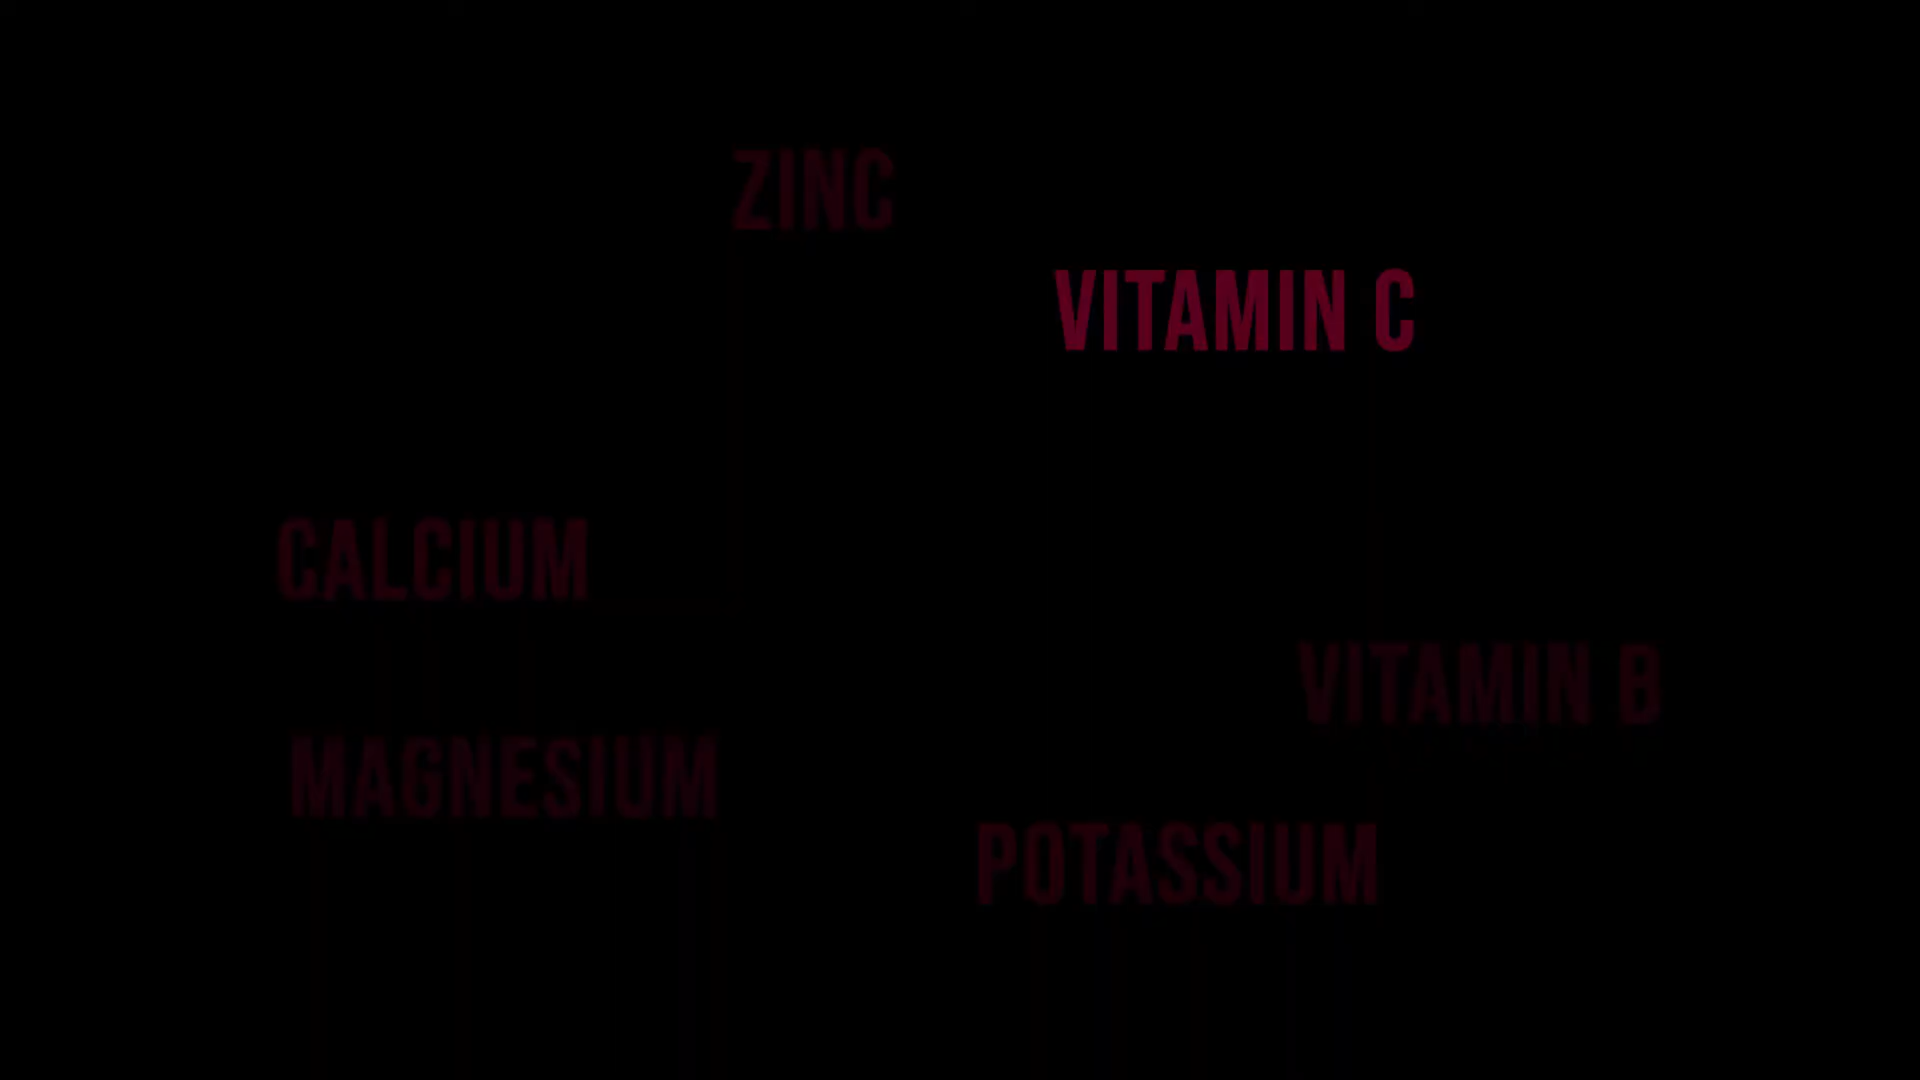 ZINC
VITAMIN C
CALCIUM
VITAMIN B
MAGNESIUM
POTASSIUM